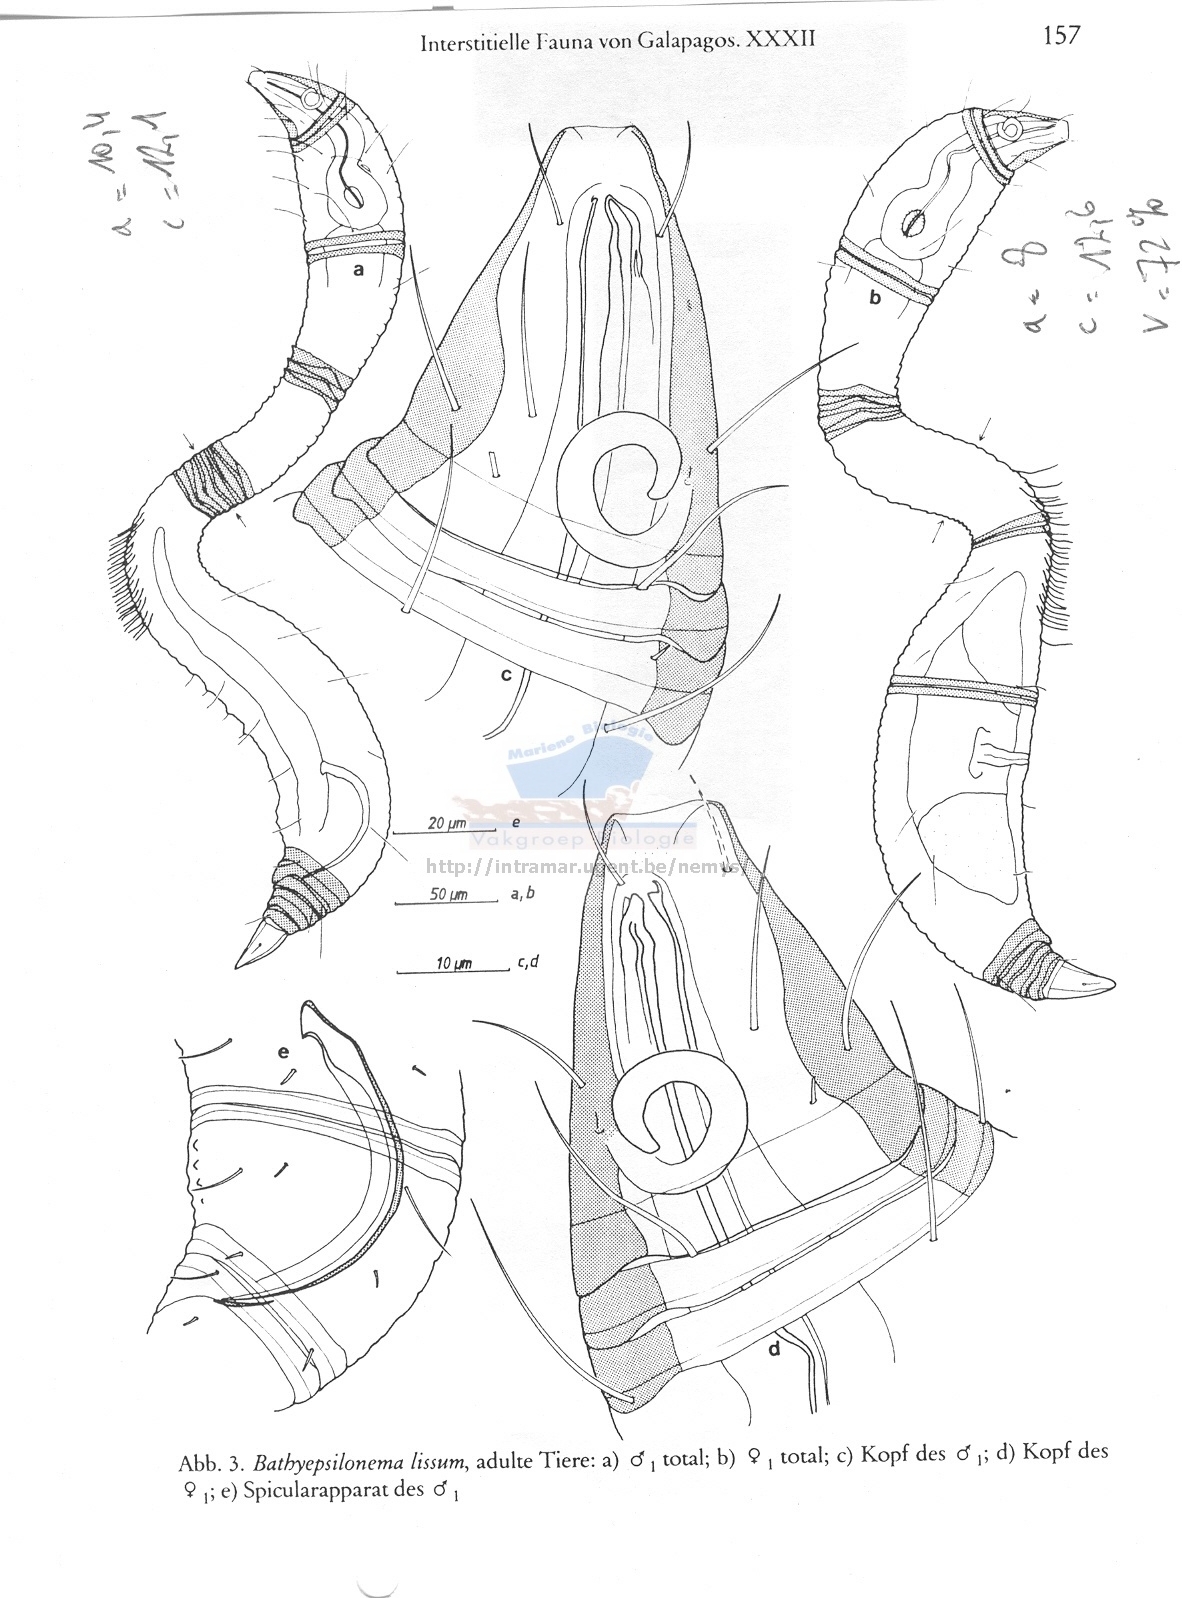 Interstitielle Fauna von Galapagos. XXXII
157
a = 10,4
c = 12,1
a = 8
c = 12,6
v = 72%
a
b
c
Mariene Biologie
Vakgroep Biologie
http://intramar.ugent.be/nemys/
20 µm e
50 µm a,b
10 µm c,d
e
d
Abb. 3. Bathyepsilonema lissum, adulte Tiere: a) ♂ 1 total; b) ♀ 1 total; c) Kopf des ♂ 1; d) Kopf des
♀ 1; e) Spicularapparat des ♂ 1